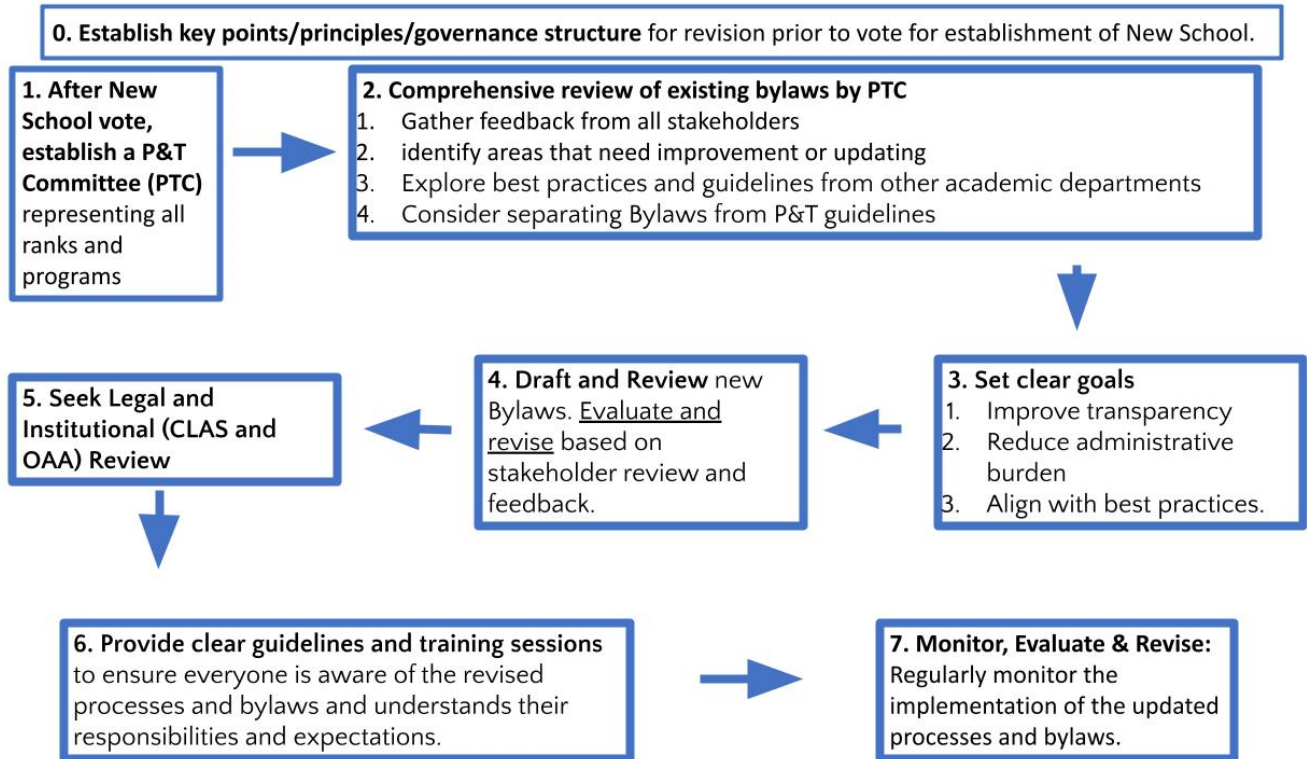 0. Establish key points/principles/governance structure for revision prior to vote for establishment of New School.
1. After New
School vote,
establish a P&T
Committee (PTC)
representing all
ranks and
programs
2. Comprehensive review of existing bylaws by PTC
1. Gather feedback from all stakeholders
2. identify areas that need improvement or updating
3. Explore best practices and guidelines from other academic departments
4. Consider separating Bylaws from P&T guidelines
3. Set clear goals
1. Improve transparency
2. Reduce administrative
burden
3. Align with best practices.
4. Draft and Review new
Bylaws. Evaluate and
revise based on
stakeholder review and
feedback.
5. Seek Legal and
Institutional (CLAS and
OAA) Review
6. Provide clear guidelines and training sessions
to ensure everyone is aware of the revised
processes and bylaws and understands their
responsibilities and expectations.
7. Monitor, Evaluate & Revise:
Regularly monitor the
implementation of the updated
processes and bylaws.